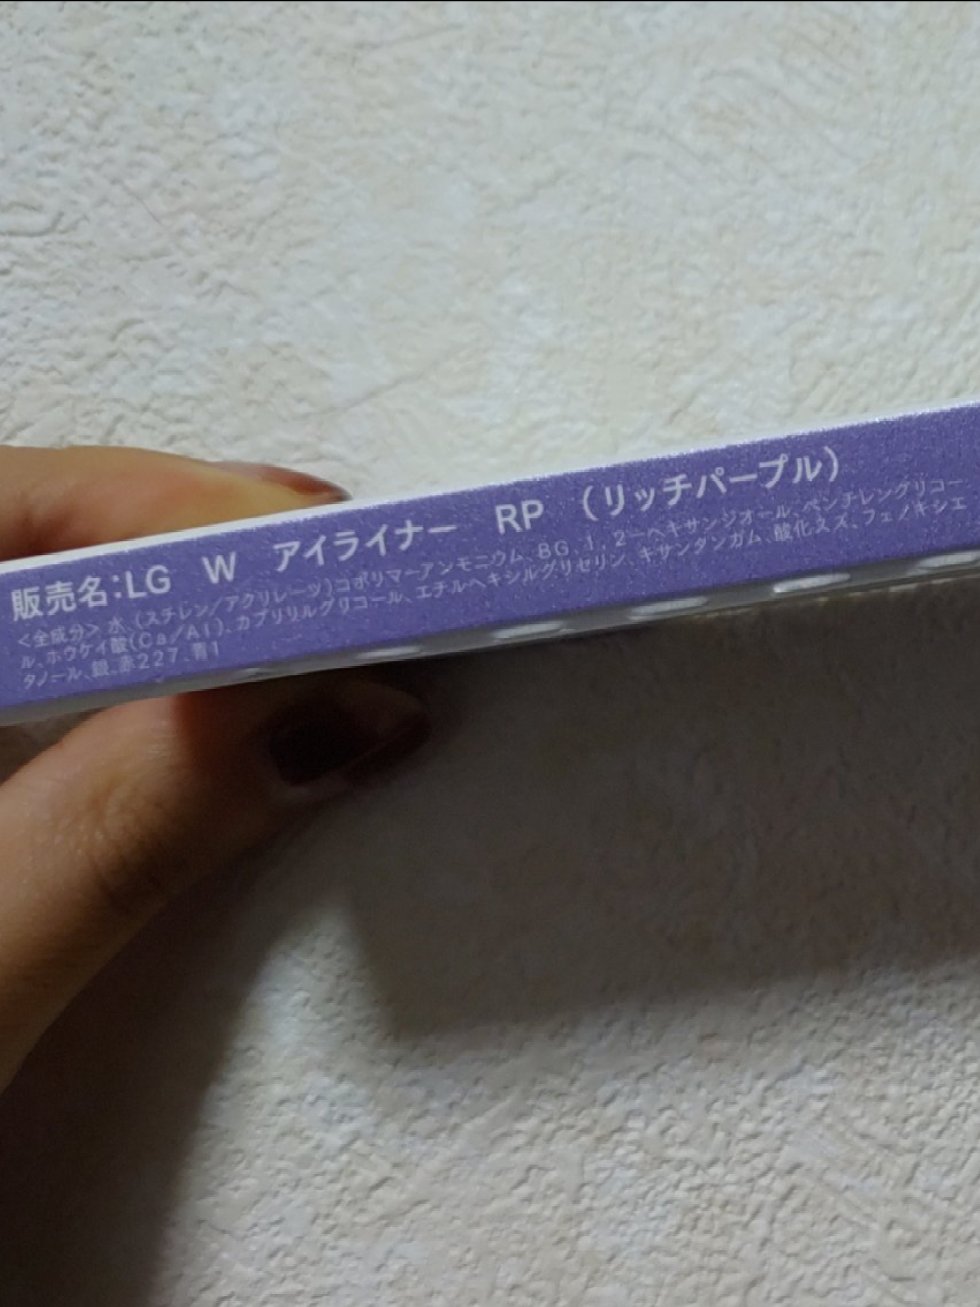 販売名:LG W アイライナー RP (リッチパープル)
<全成分> 水、(スチレン/アクリレーツ)コポリマーアンモニウム、BG、1,2-ヘキサンジオール、ペンチレングリコー
ル、ホウケイ酸(Ca/Al)、カプリリルグリコール、エチルヘキシルグリセリン、キサンタンガム、酸化スズ、フェノキシエ
タノール、銀、赤227、青1